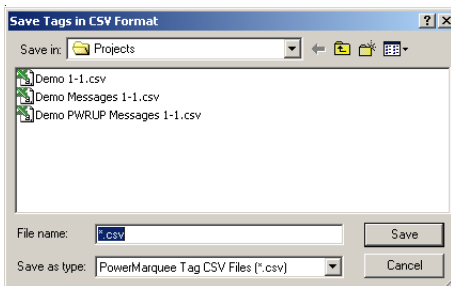 Save Tags in CSV Format
Save in: Projects
Demo 1-1.csv
Demo Messages 1-1.csv
Demo PWRUP Messages 1-1.csv
File name: *.csv Save
Save as type: PowerMarquee Tag CSV Files (*.csv) Cancel